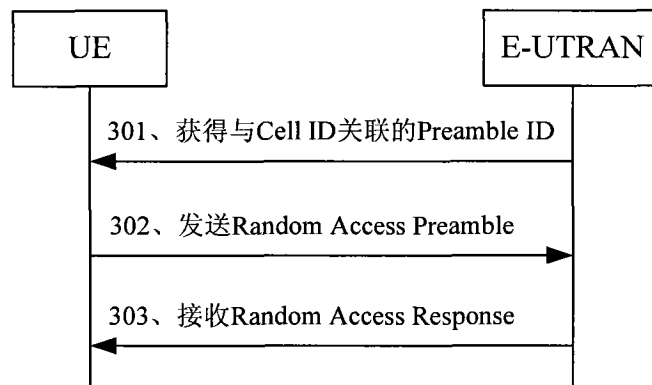 UE
E-UTRAN
301、获得与Cell ID关联的Preamble ID
302、发送Random Access Preamble
303、接收Random Access Response